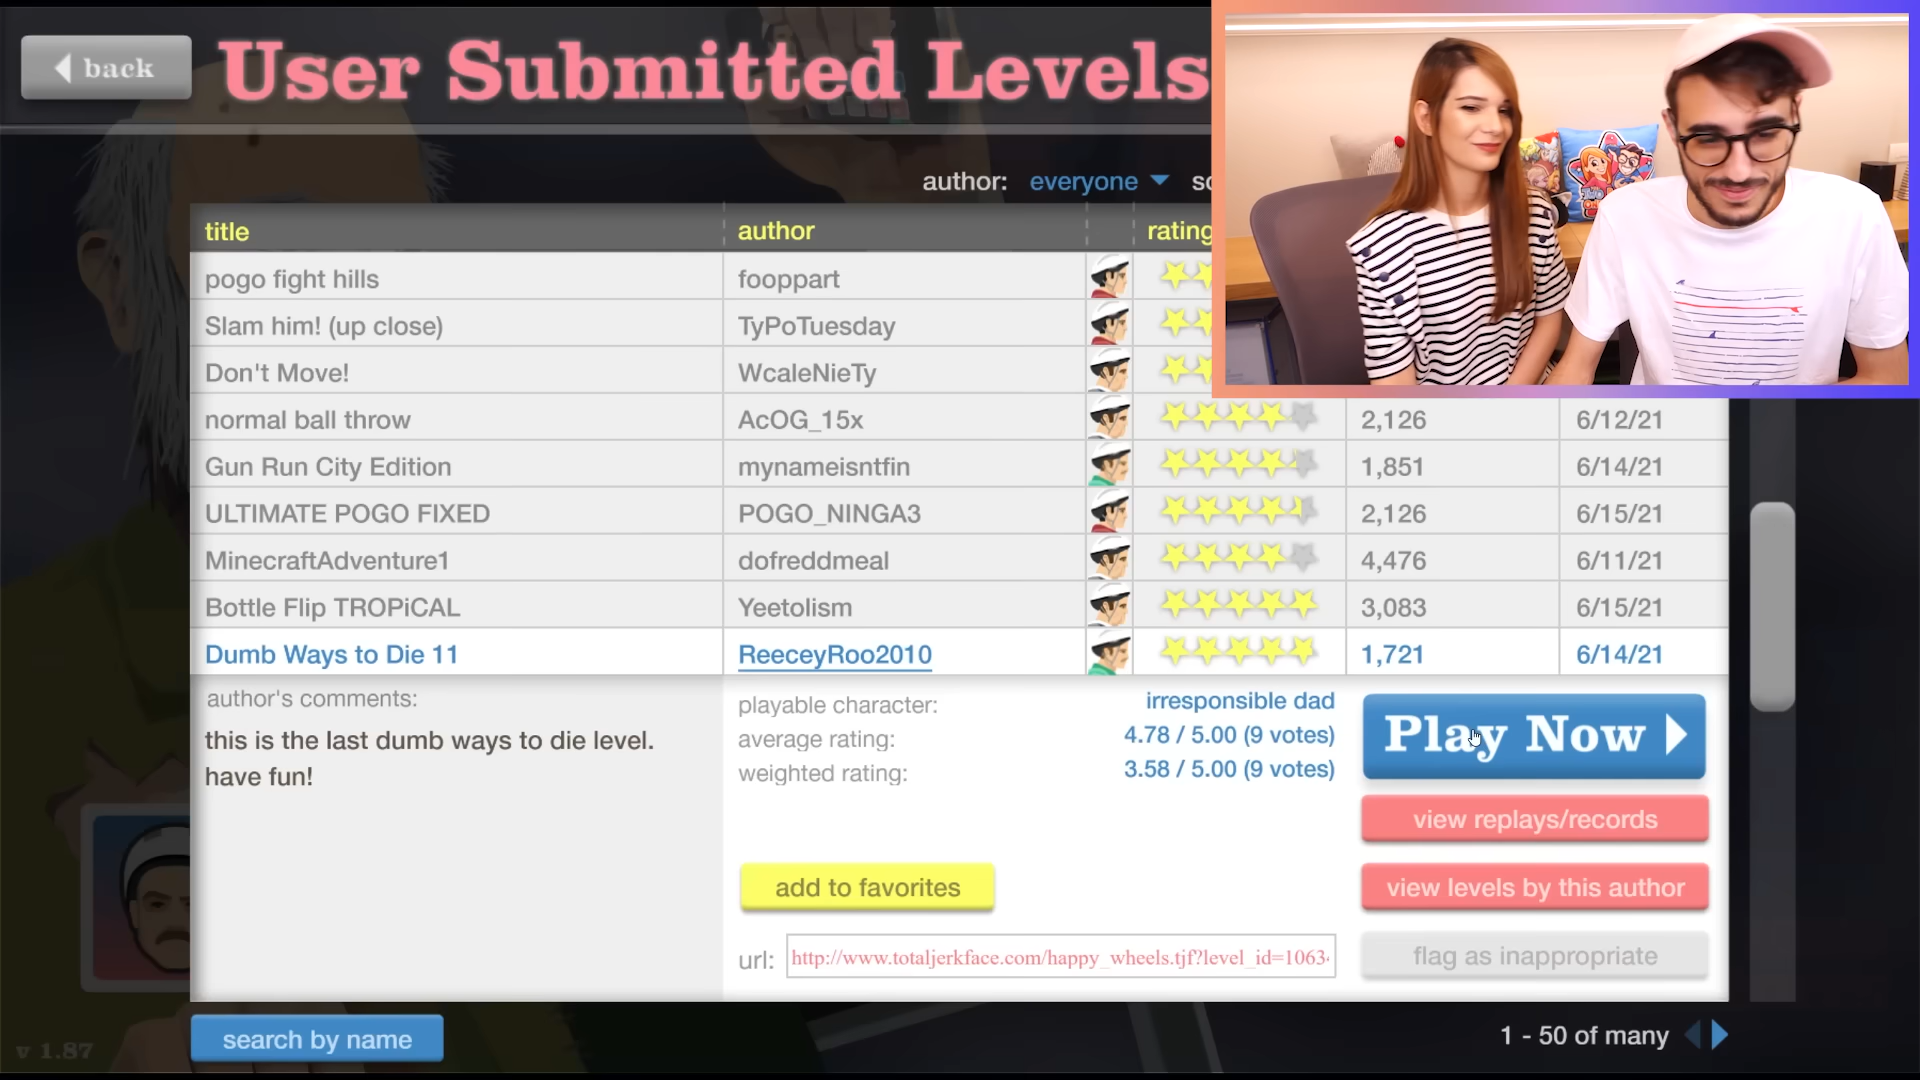 back
User Submitted Levels
author: everyone
title author rating
pogo fight hills fooppart
Slam him! (up close) TyPoTuesday
Don't Move! WcaleNieTy
normal ball throw AcOG_15x 2,126 6/12/21
Gun Run City Edition mynameisntfin 1,851 6/14/21
ULTIMATE POGO FIXED POGO_NINGA3 2,126 6/15/21
MinecraftAdventure1 dofreddmeal 4,476 6/11/21
Bottle Flip TROPiCAL Yeetolism 3,083 6/15/21
Dumb Ways to Die 11 ReeceyRoo2010 1,721 6/14/21
author's comments:
this is the last dumb ways to die level.
have fun!
playable character: irresponsible dad
average rating: 4.78 / 5.00 (9 votes)
weighted rating: 3.58 / 5.00 (9 votes)
Play Now
view replays/records
add to favorites
view levels by this author
url: http://www.totaljerkface.com/happy_wheels.tjf?level_id=1063
flag as inappropriate
v 1.87
search by name
1 - 50 of many